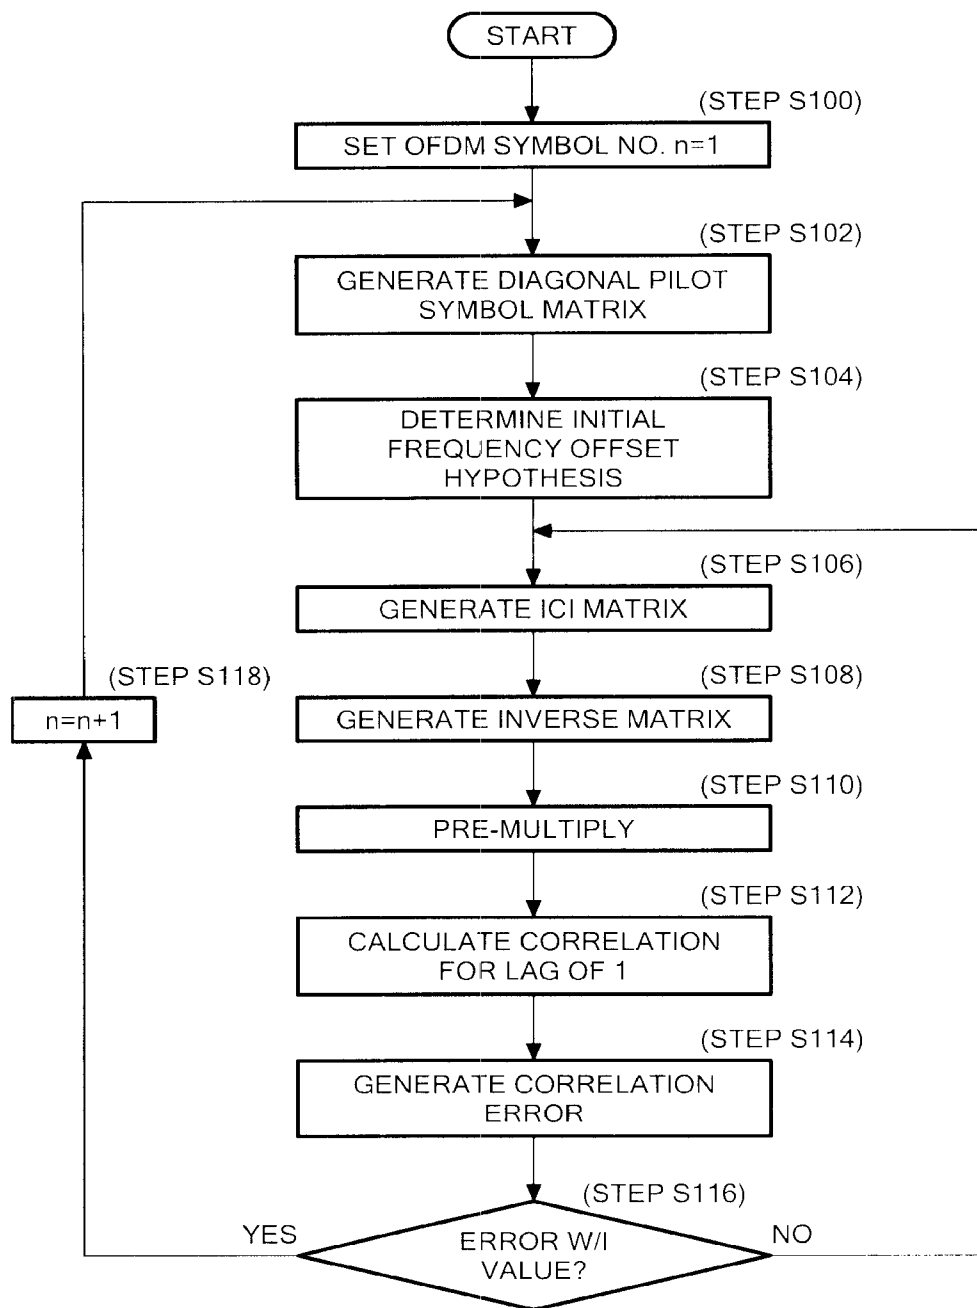 START
(STEP S100)
SET OFDM SYMBOL NO. n=1
(STEP S102)
GENERATE DIAGONAL PILOT
SYMBOL MATRIX
(STEP S104)
DETERMINE INITIAL
FREQUENCY OFFSET
HYPOTHESIS
(STEP S106)
GENERATE ICI MATRIX
(STEP S118)
n=n+1
(STEP S108)
GENERATE INVERSE MATRIX
(STEP S110)
PRE-MULTIPLY
(STEP S112)
CALCULATE CORRELATION
FOR LAG OF 1
(STEP S114)
GENERATE CORRELATION
ERROR
(STEP S116)
YES
ERROR W/I
VALUE?
NO